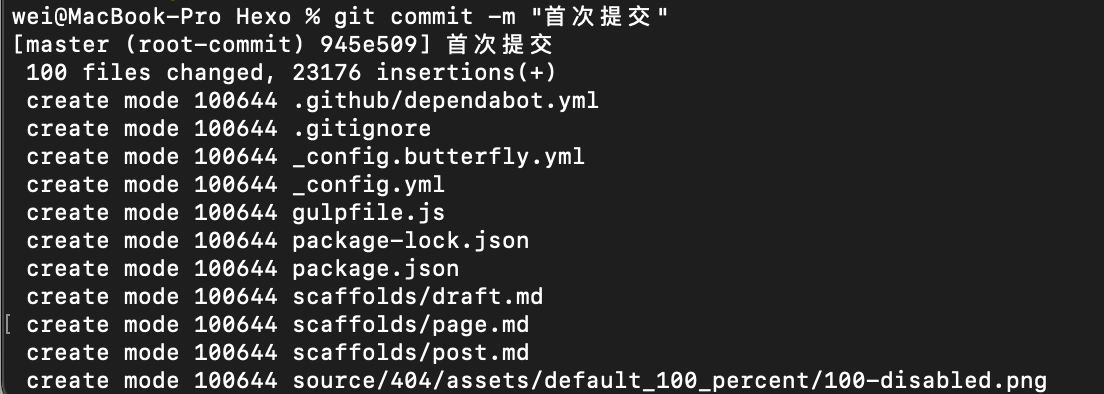 wei@MacBook-Pro Hexo % git commit -m "首次提交"
[master (root-commit) 945e509] 首次提交
 100 files changed, 23176 insertions(+)
 create mode 100644 .github/dependabot.yml
 create mode 100644 .gitignore
 create mode 100644 _config.butterfly.yml
 create mode 100644 _config.yml
 create mode 100644 gulpfile.js
 create mode 100644 package-lock.json
 create mode 100644 package.json
 create mode 100644 scaffolds/draft.md
 create mode 100644 scaffolds/page.md
 create mode 100644 scaffolds/post.md
 create mode 100644 source/404/assets/default_100_percent/100-disabled.png